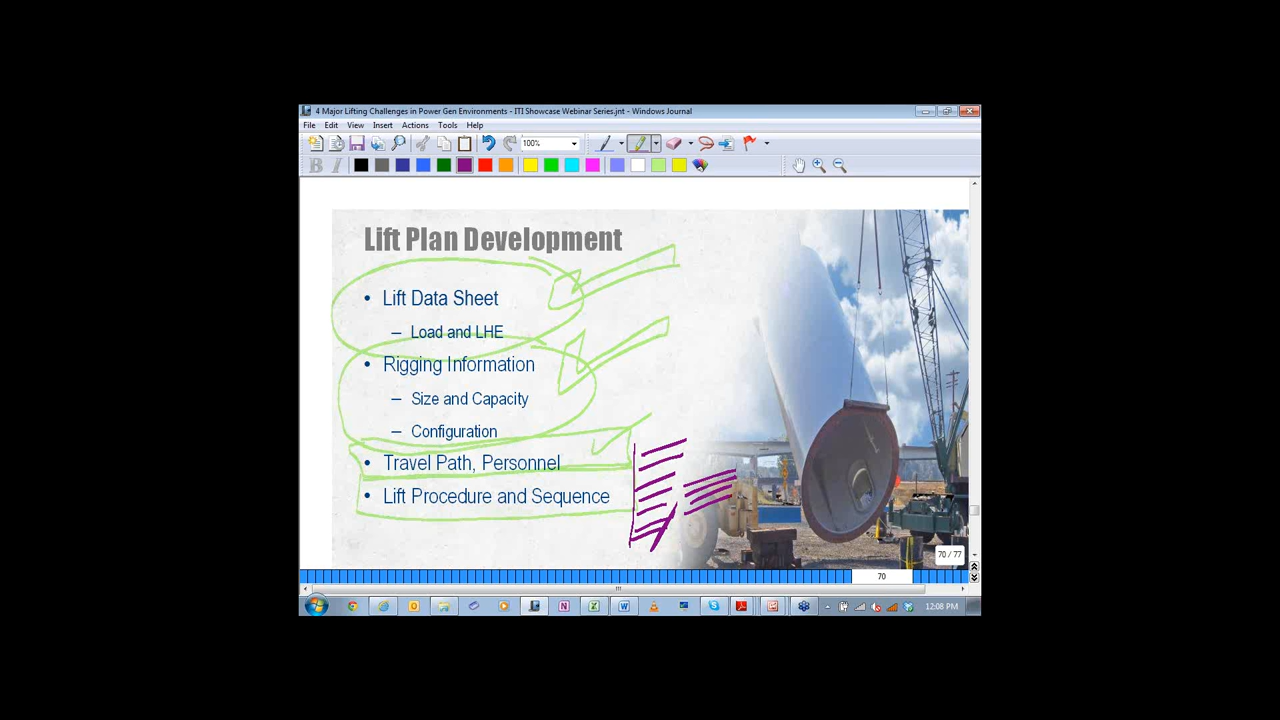 4 Major Lifting Challenges in Power Gen Environments - ITI Showcase Webinar Series.jnt - Windows Journal
File Edit View Insert Actions Tools Help
100%
B I
Lift Plan Development
• Lift Data Sheet
– Load and LHE
• Rigging Information
– Size and Capacity
– Configuration
• Travel Path, Personnel
• Lift Procedure and Sequence
70 / 77
70
12:08 PM